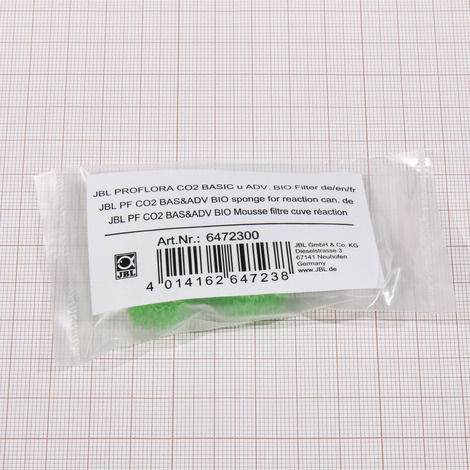 JBL PROFLORA CO2 BASIC u ADV. BIO Filter de/en/fr
JBL PF CO2 BAS&ADV BIO sponge for reaction can. de
JBL PF CO2 BAS&ADV BIO Mousse filtre cuve réaction
Art.Nr.: 6472300
JBL
4 014162 647238
JBL GmbH & Co. KG
Dieselstrasse 3
67141 Neuhofen
Germany
www.JBL.de